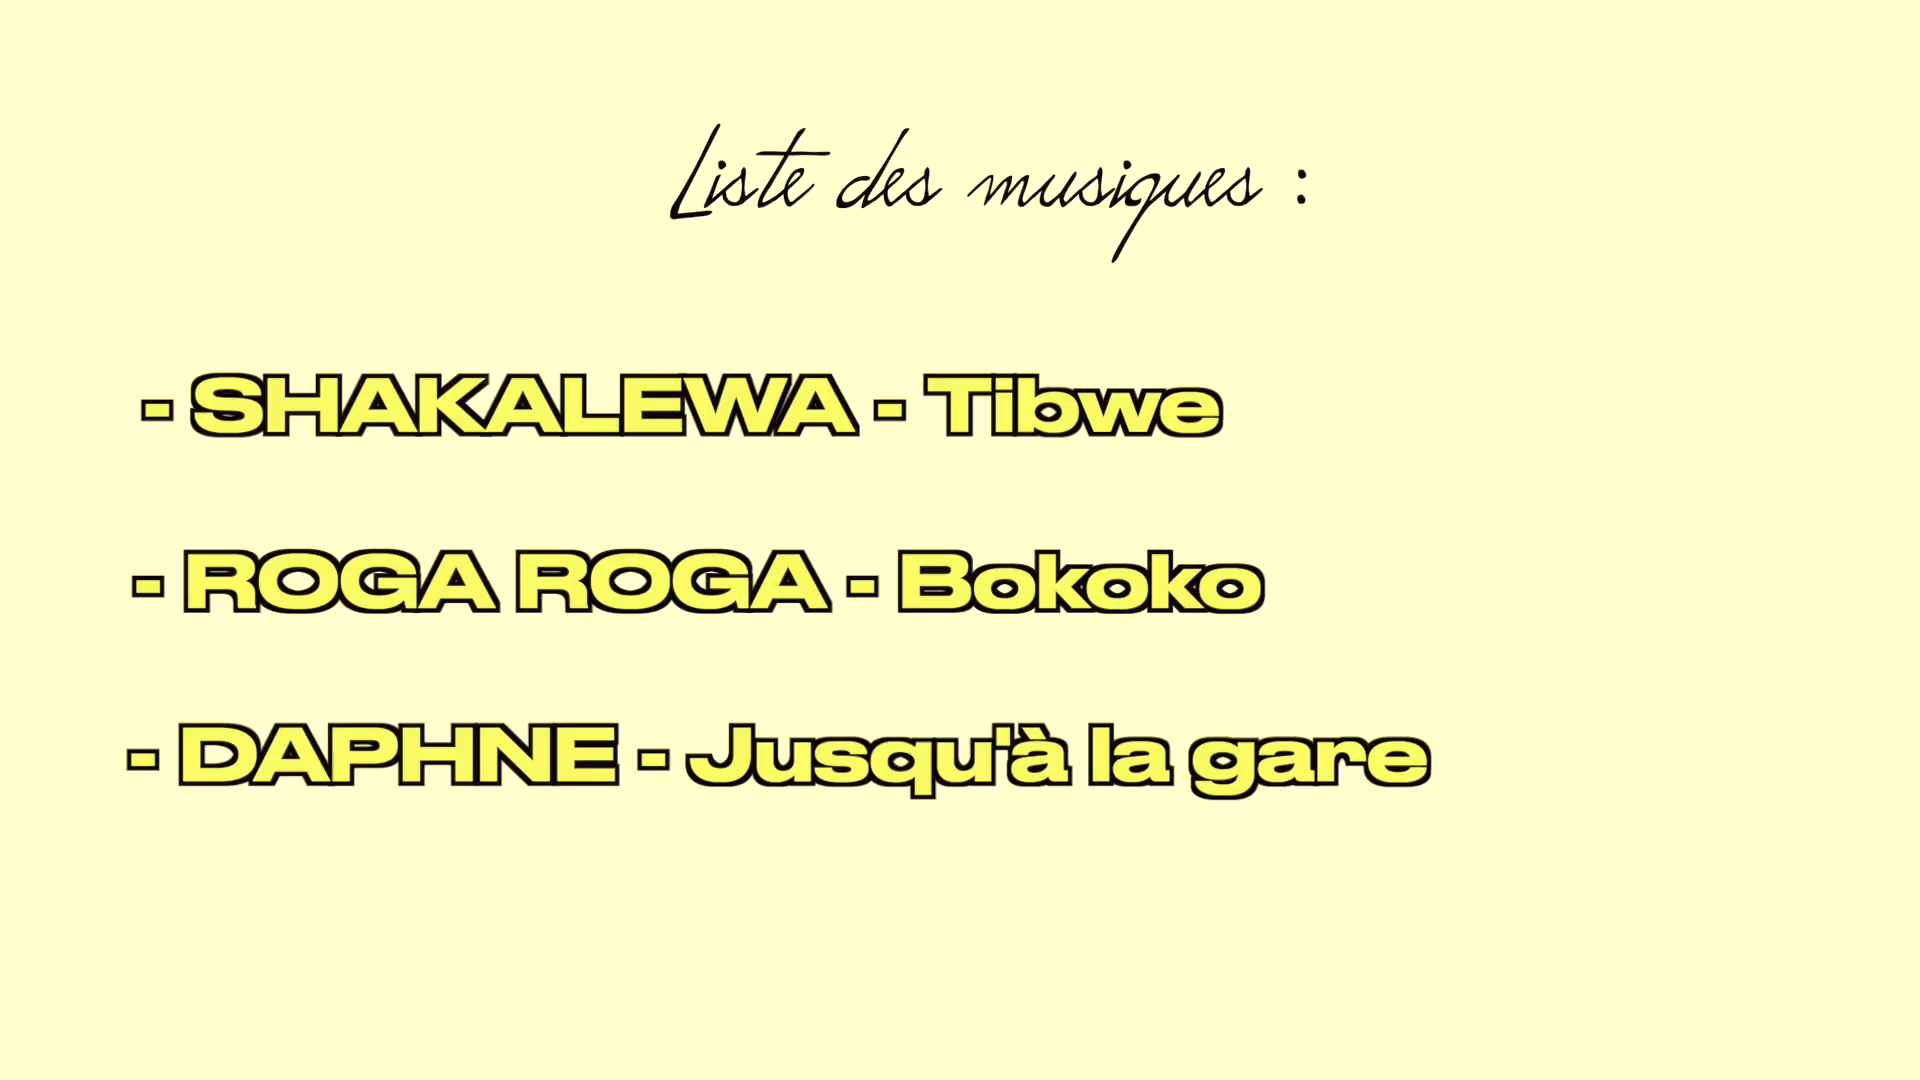 Liste des musiques :
- SHAKALEWA - Tibwe
- ROGA ROGA - Bokoko
- DAPHNE - Jusqu'à la gare